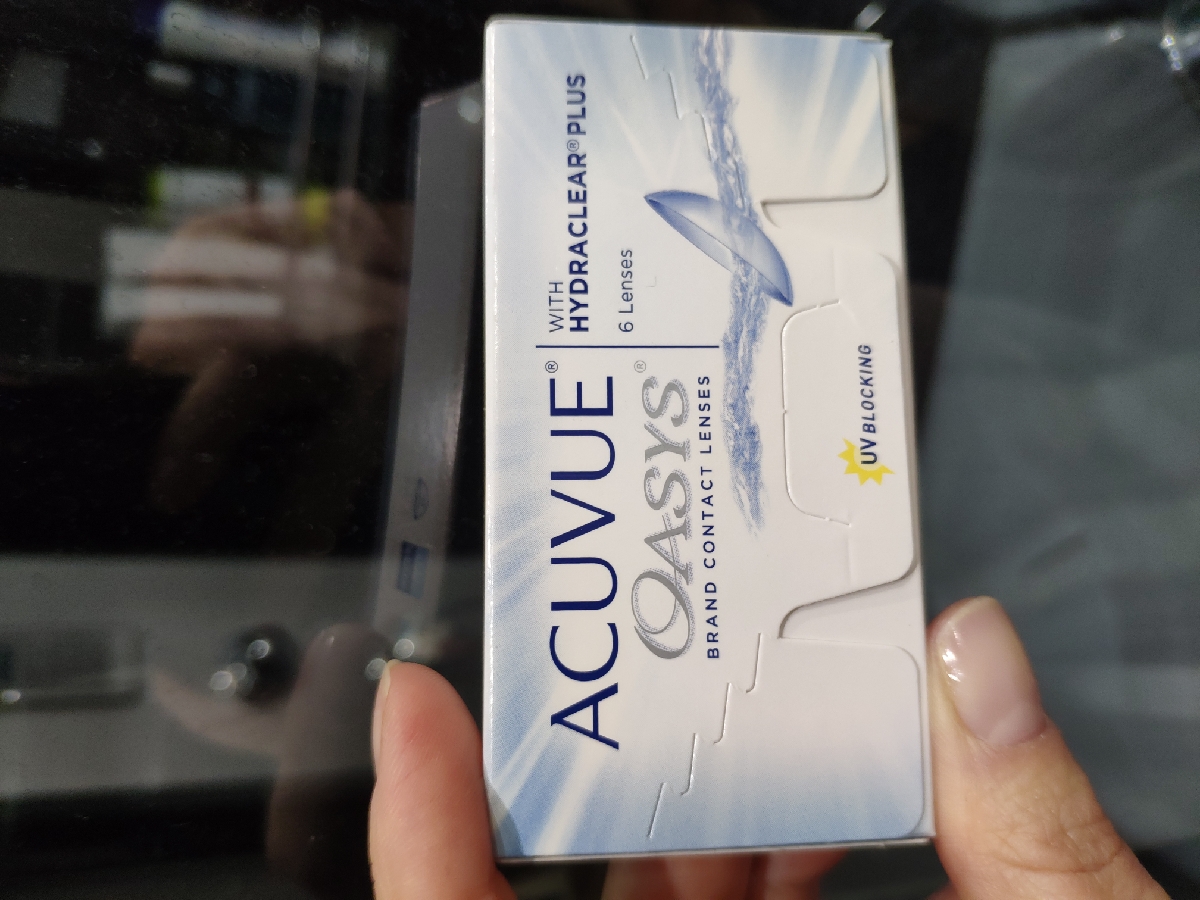 ACUVUE®
OASYS®
BRAND CONTACT LENSES
WITH
HYDRACLEAR® PLUS
6 Lenses
UV BLOCKING